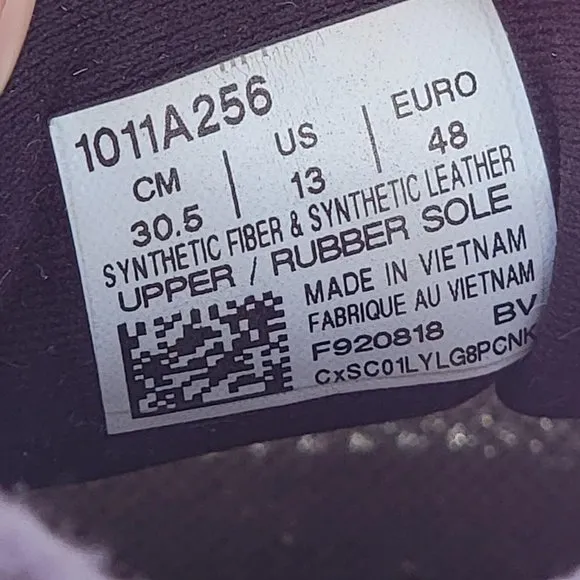 1011A256
CM | US | EURO
30.5 | 13 | 48
SYNTHETIC FIBER & SYNTHETIC LEATHER
UPPER / RUBBER SOLE
MADE IN VIETNAM
FABRIQUE AU VIETNAM
F920818 BV
CxSC01LYLG8PCNK